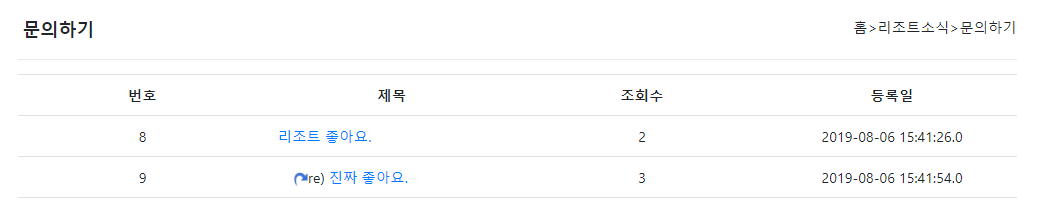 문의하기 홈>리조트소식>문의하기
번호 제목 조회수 등록일
8 리조트 좋아요. 2 2019-08-06 15:41:26.0
9 re) 진짜 좋아요. 3 2019-08-06 15:41:54.0